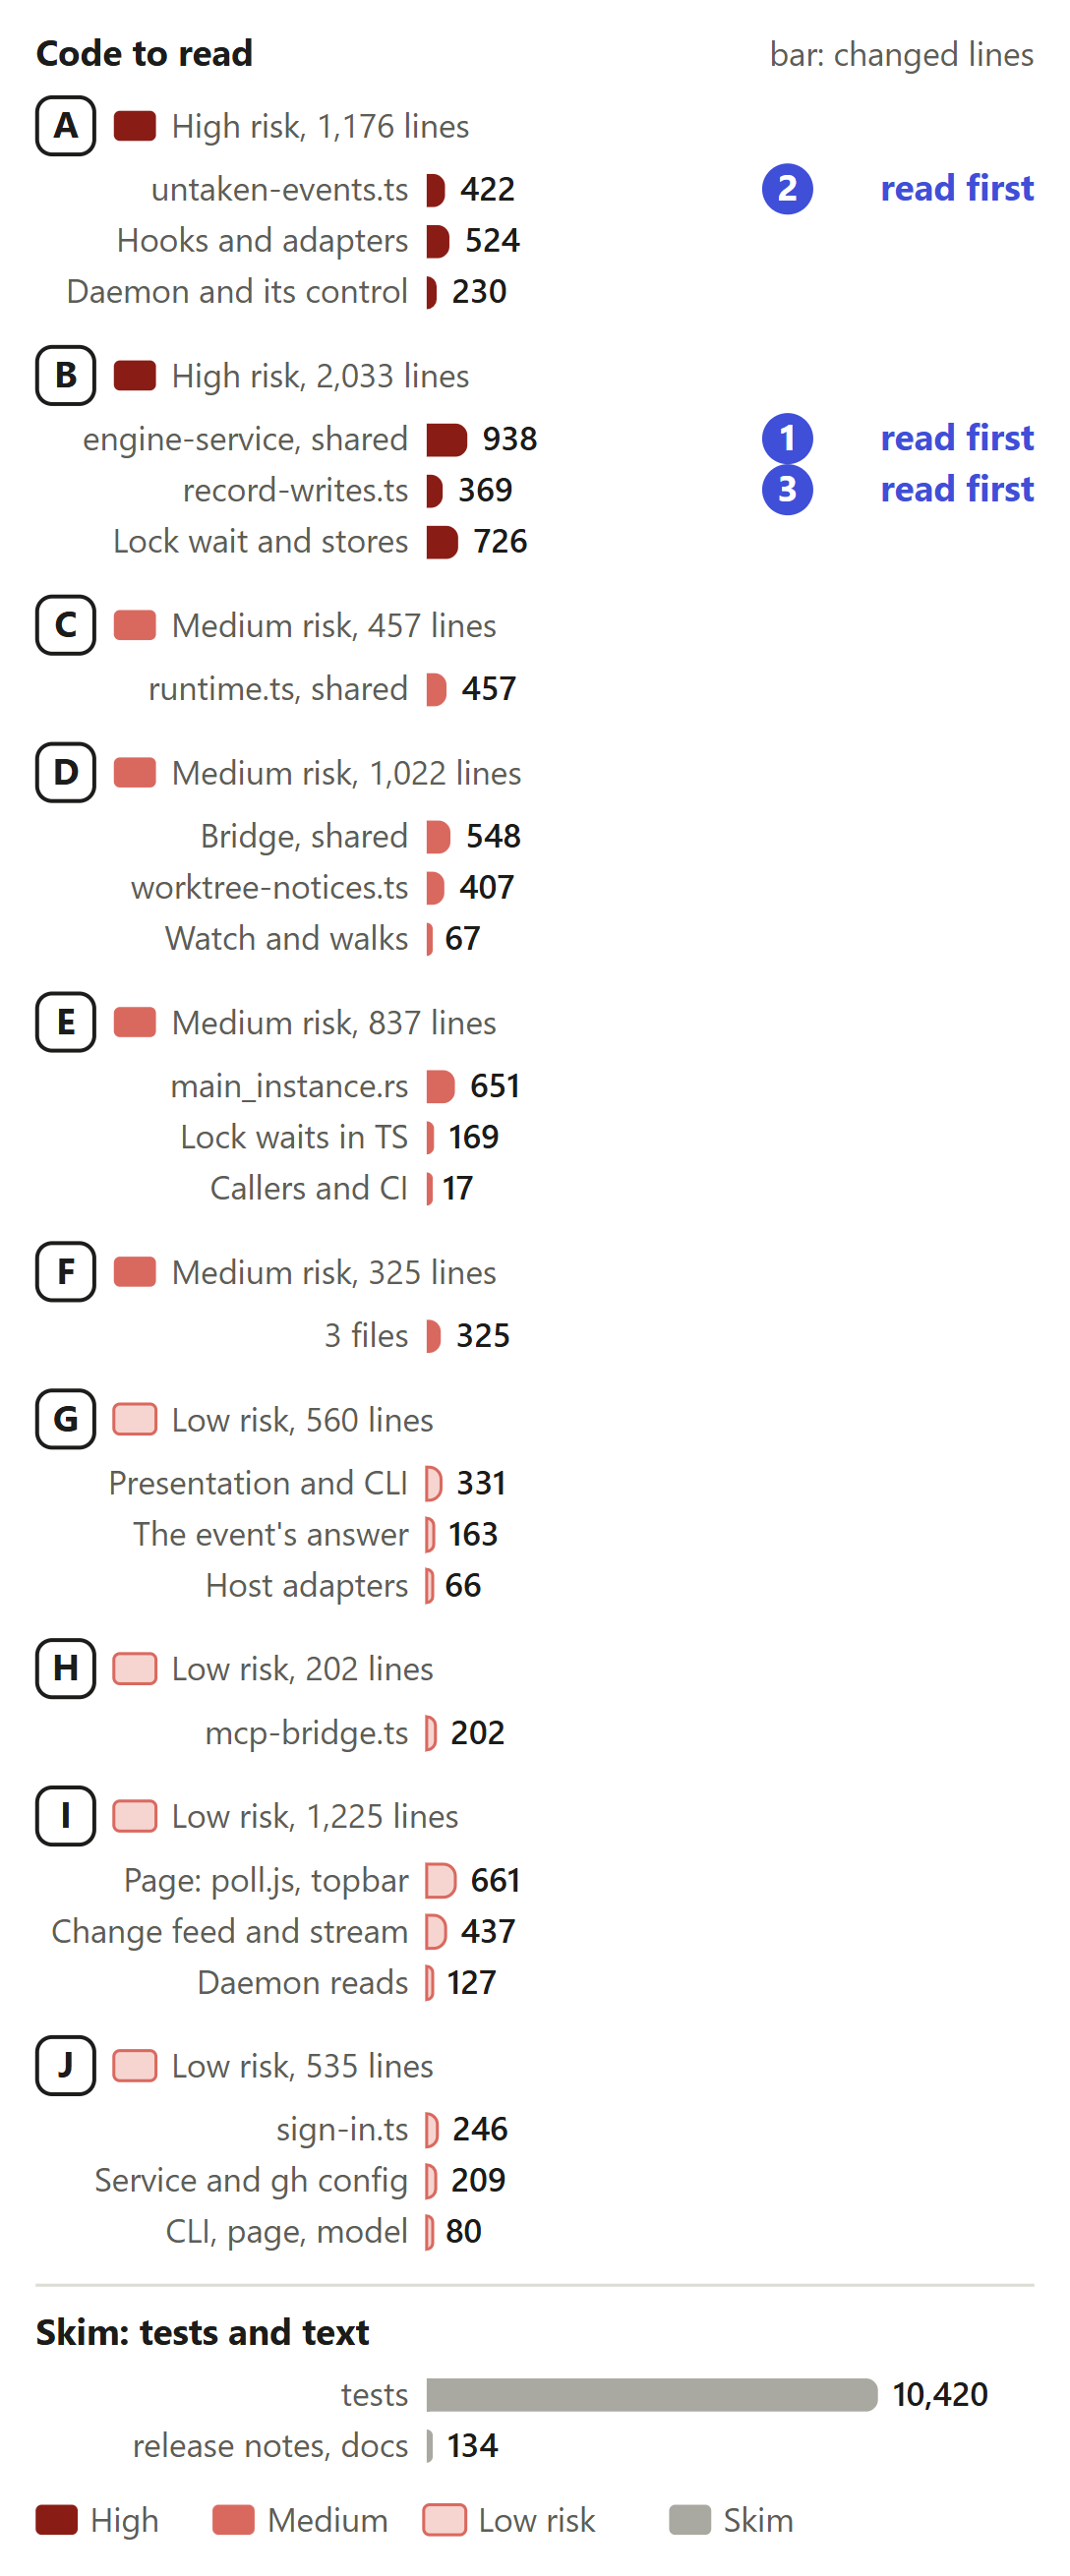 Code to read bar: changed lines
A High risk, 1,176 lines
untaken-events.ts 422 2 read first
Hooks and adapters 524
Daemon and its control 230
B High risk, 2,033 lines
engine-service, shared 938 1 read first
record-writes.ts 369 3 read first
Lock wait and stores 726
C Medium risk, 457 lines
runtime.ts, shared 457
D Medium risk, 1,022 lines
Bridge, shared 548
worktree-notices.ts 407
Watch and walks 67
E Medium risk, 837 lines
main_instance.rs 651
Lock waits in TS 169
Callers and CI 17
F Medium risk, 325 lines
3 files 325
G Low risk, 560 lines
Presentation and CLI 331
The event's answer 163
Host adapters 66
H Low risk, 202 lines
mcp-bridge.ts 202
I Low risk, 1,225 lines
Page: poll.js, topbar 661
Change feed and stream 437
Daemon reads 127
J Low risk, 535 lines
sign-in.ts 246
Service and gh config 209
CLI, page, model 80
Skim: tests and text
tests 10,420
release notes, docs 134
High Medium Low risk Skim